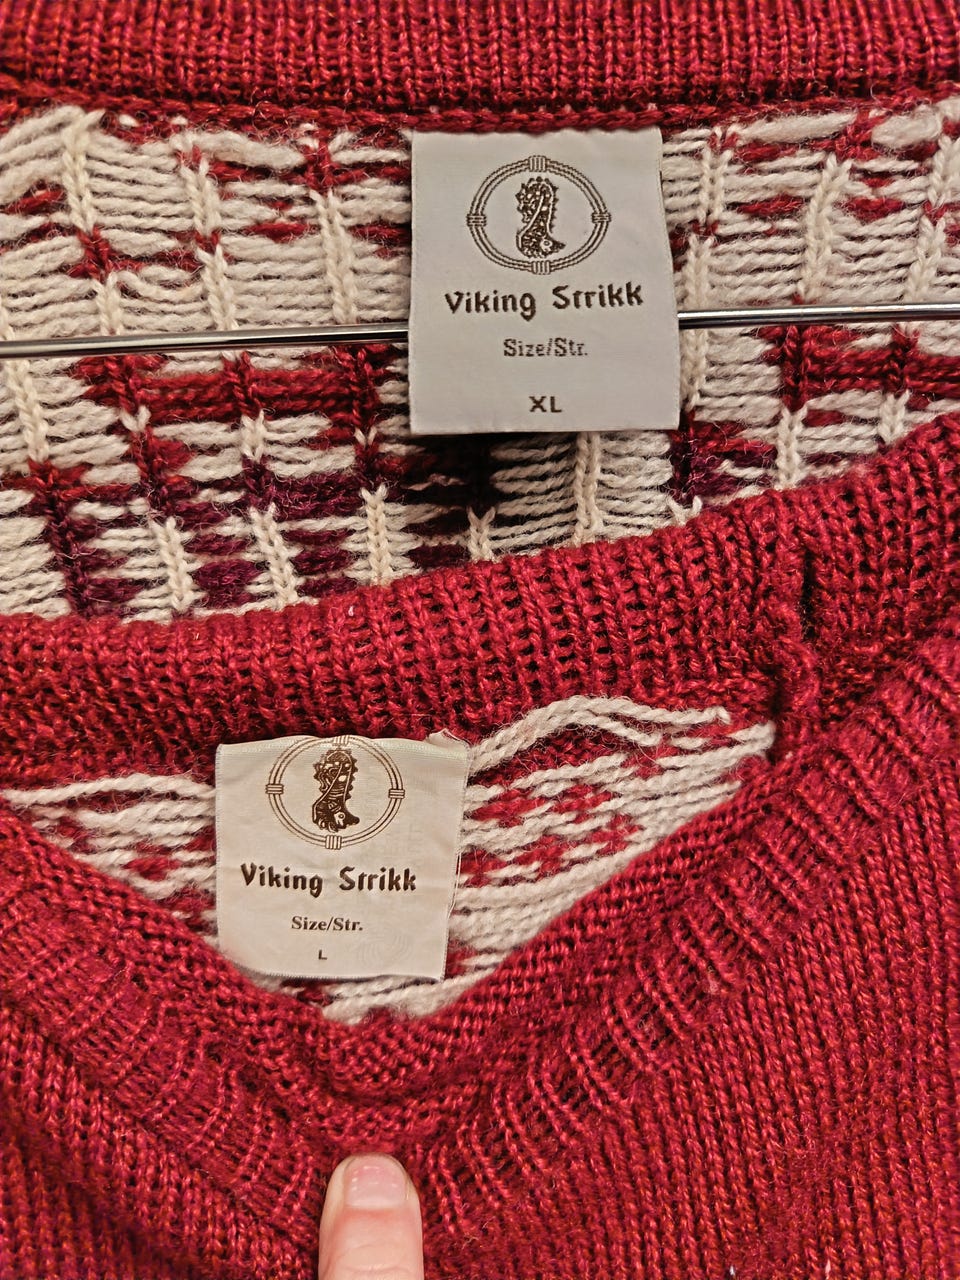 Viking Strikk
Size/Str.
XL
Viking Strikk
Size/Str.
L